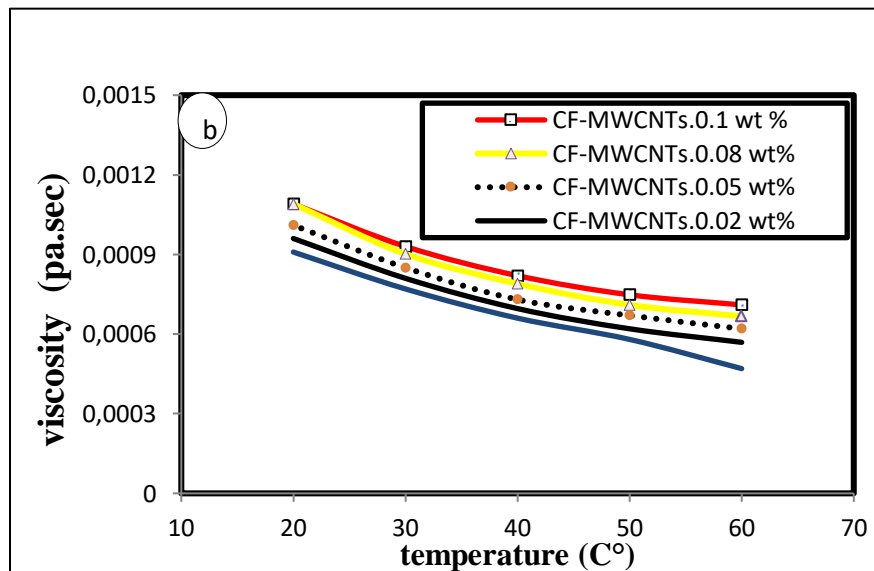 0,0015
0,0012
0,0009
0,0006
0,0003
0
viscosity (pa.sec)
b
CF-MWCNTs.0.1 wt %
CF-MWCNTs.0.08 wt%
CF-MWCNTs.0.05 wt%
CF-MWCNTs.0.02 wt%
10 20 30 40 50 60 70
temperature (C°)